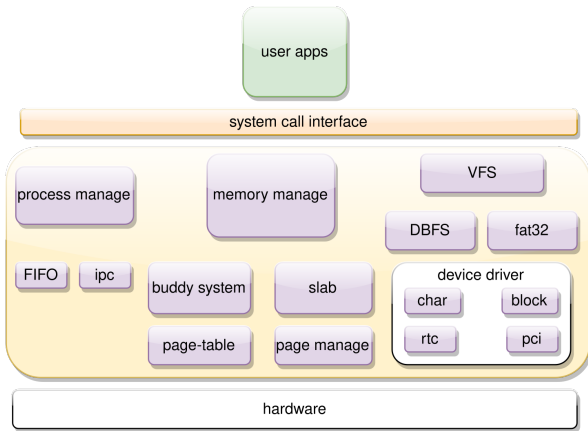 user apps
system call interface
process manage
memory manage
VFS
DBFS
fat32
FIFO
ipc
buddy system
slab
device driver
char
block
page-table
page manage
rtc
pci
hardware